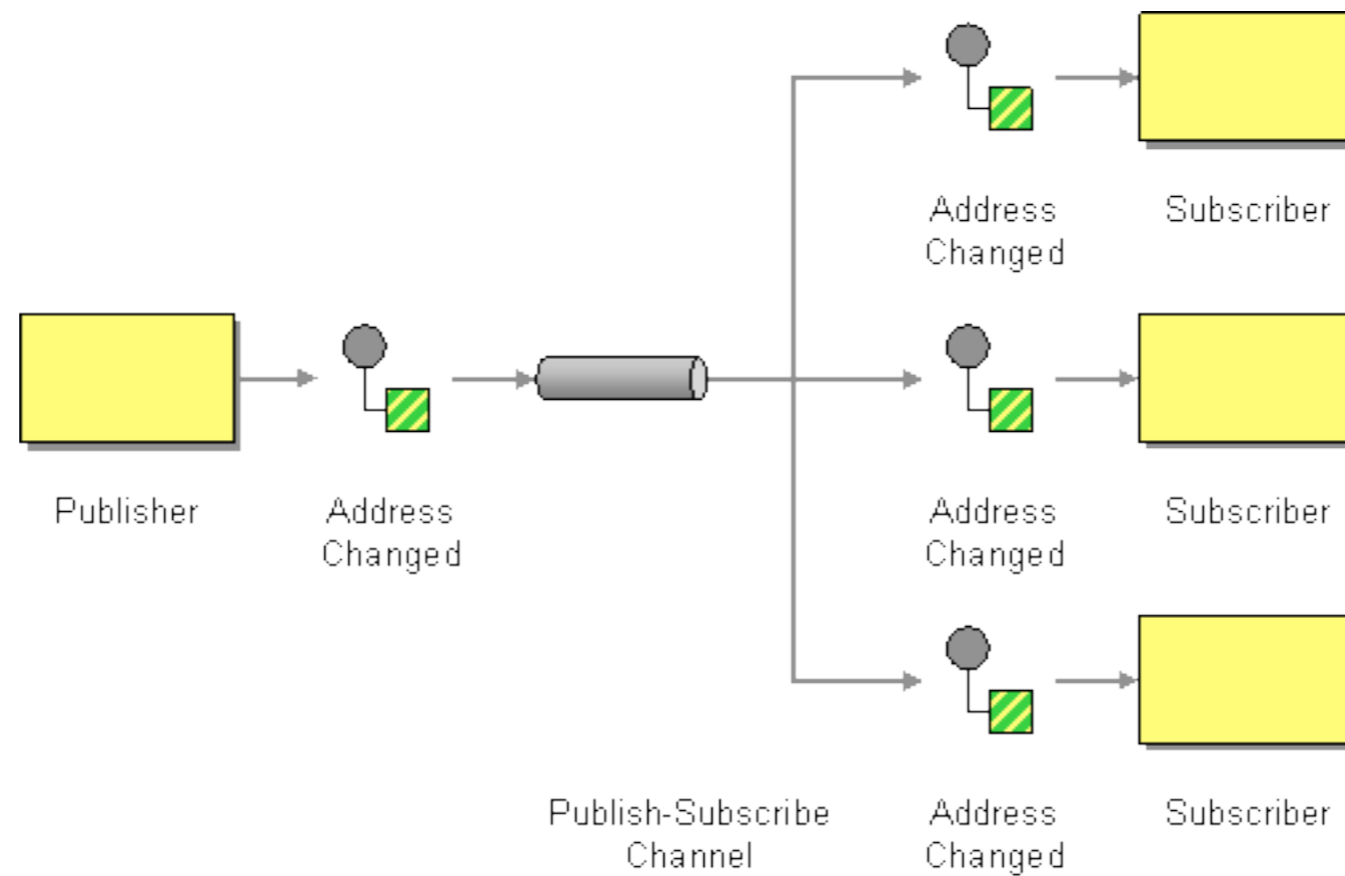 Address
Changed
Subscriber
Publisher
Address
Changed
Address
Changed
Subscriber
Publish-Subscribe
Channel
Address
Changed
Subscriber